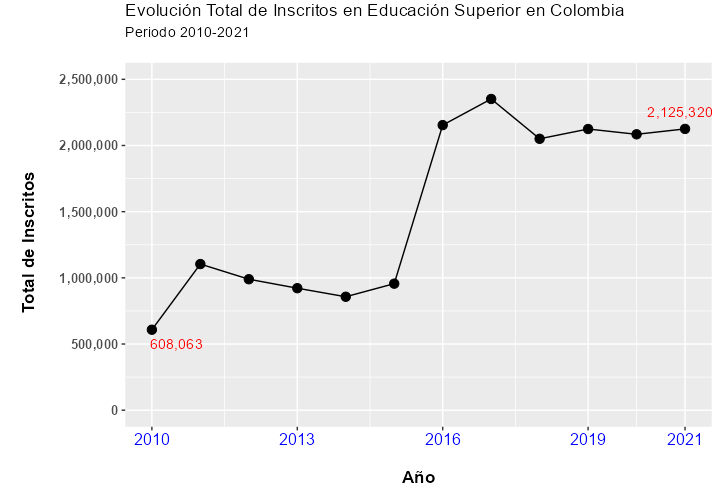 Evolución Total de Inscritos en Educación Superior en Colombia
Periodo 2010-2021
2,500,000
2,125,320
2,000,000
1,500,000
1,000,000
608,063
500,000
0
Total de Inscritos
2010 2013 2016 2019 2021
Año